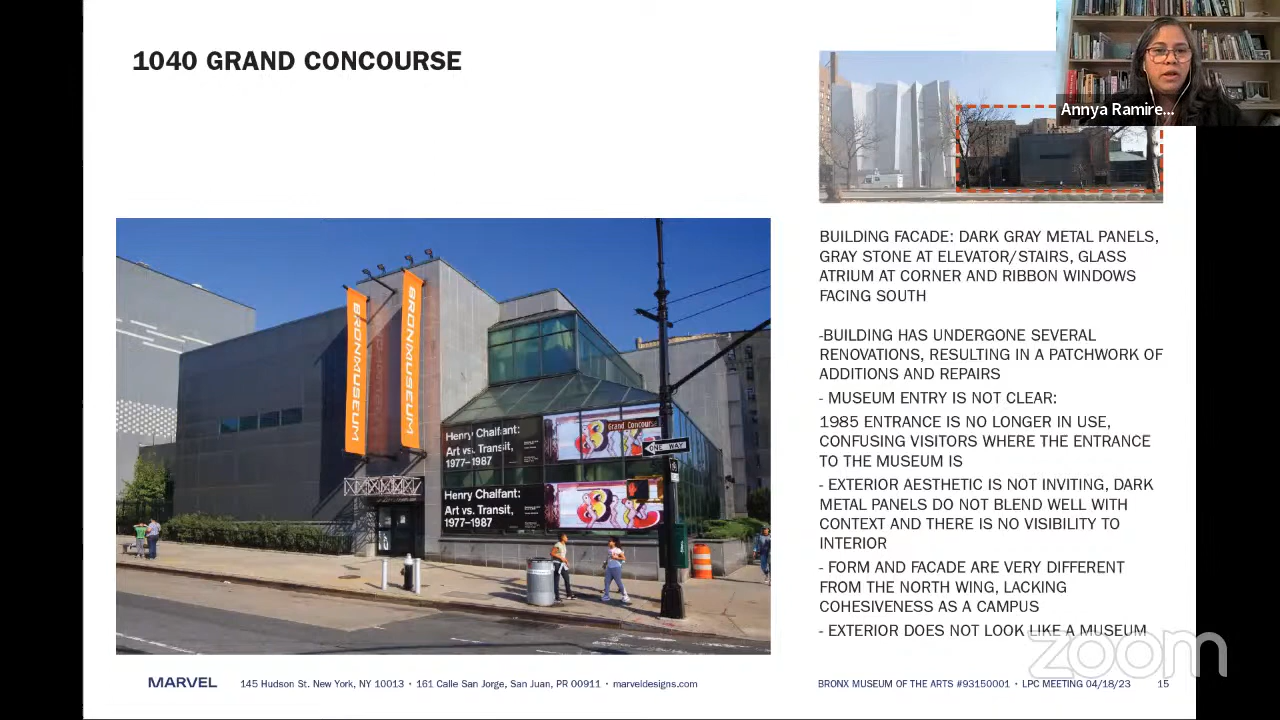 1040 GRAND CONCOURSE
Annya Ramire...
BUILDING FACADE: DARK GRAY METAL PANELS,
GRAY STONE AT ELEVATOR/STAIRS, GLASS
ATRIUM AT CORNER AND RIBBON WINDOWS
FACING SOUTH
-BUILDING HAS UNDERGONE SEVERAL
RENOVATIONS, RESULTING IN A PATCHWORK OF
ADDITIONS AND REPAIRS
- MUSEUM ENTRY IS NOT CLEAR:
1985 ENTRANCE IS NO LONGER IN USE,
CONFUSING VISITORS WHERE THE ENTRANCE
TO THE MUSEUM IS
- EXTERIOR AESTHETIC IS NOT INVITING, DARK
METAL PANELS DO NOT BLEND WELL WITH
CONTEXT AND THERE IS NO VISIBILITY TO
INTERIOR
- FORM AND FACADE ARE VERY DIFFERENT
FROM THE NORTH WING, LACKING
COHESIVENESS AS A CAMPUS
- EXTERIOR DOES NOT LOOK LIKE A MUSEUM
BRONXMUSEUM
BRONXMUSEUM
Grand Concourse
Henry Chalfant:
Art vs. Transit,
1977–1987
ONE WAY
Henry Chalfant:
Art vs. Transit,
1977–1987
zoom
MARVEL
145 Hudson St. New York, NY 10013 • 161 Calle San Jorge, San Juan, PR 00911 • marveldesigns.com
BRONX MUSEUM OF THE ARTS #93150001 • LPC MEETING 04/18/23
15